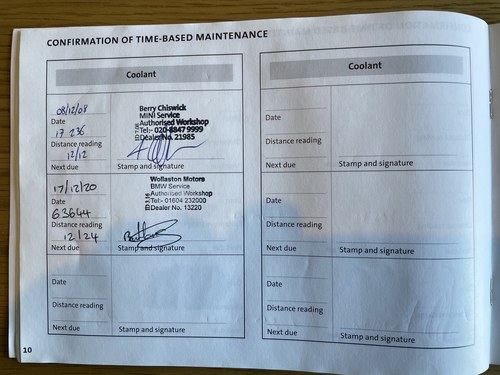 CONFIRMATION OF TIME-BASED MAINTENANCE
Coolant
08/12/08
Date
17 236
Distance reading
12/12
Next due
Berry Chiswick
MINI Service
Authorised Workshop
Tel:- 020-8847 9999
Dealer No. 21985
Stamp and signature
17/12/20
Date
63644
Distance reading
12/24
Next due
Wollaston Motors
BMW Service
Authorised Workshop
Tel:- 01604 232000
Dealer No. 13220
Stamp and signature
Date
Distance reading
Next due
Stamp and signature
Coolant
Date
Distance reading
Next due
Stamp and signature
Date
Distance reading
Next due
Stamp and signature
Date
Distance reading
Next due
Stamp and signature
10